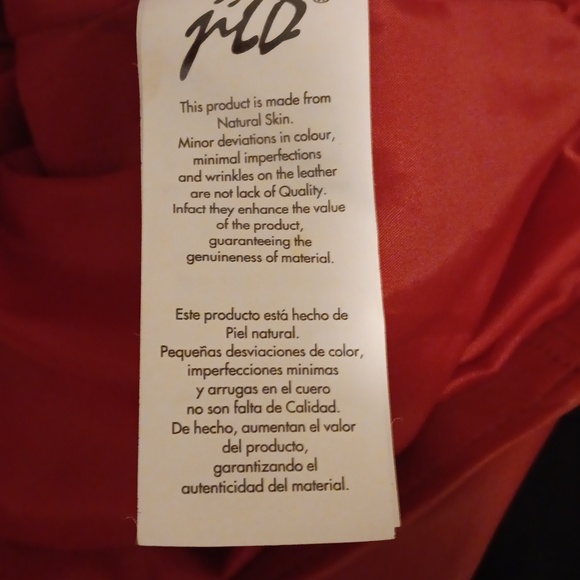 This product is made from
Natural Skin.
Minor deviations in colour,
minimal imperfections
and wrinkles on the leather
are not lack of Quality.
Infact they enhance the value
of the product,
guaranteeing the
genuineness of material.
Este producto está hecho de
Piel natural.
Pequeñas desviaciones de color,
imperfecciones minimas
y arrugas en el cuero
no son falta de Calidad.
De hecho, aumentan el valor
del producto,
garantizando el
autenticidad del material.